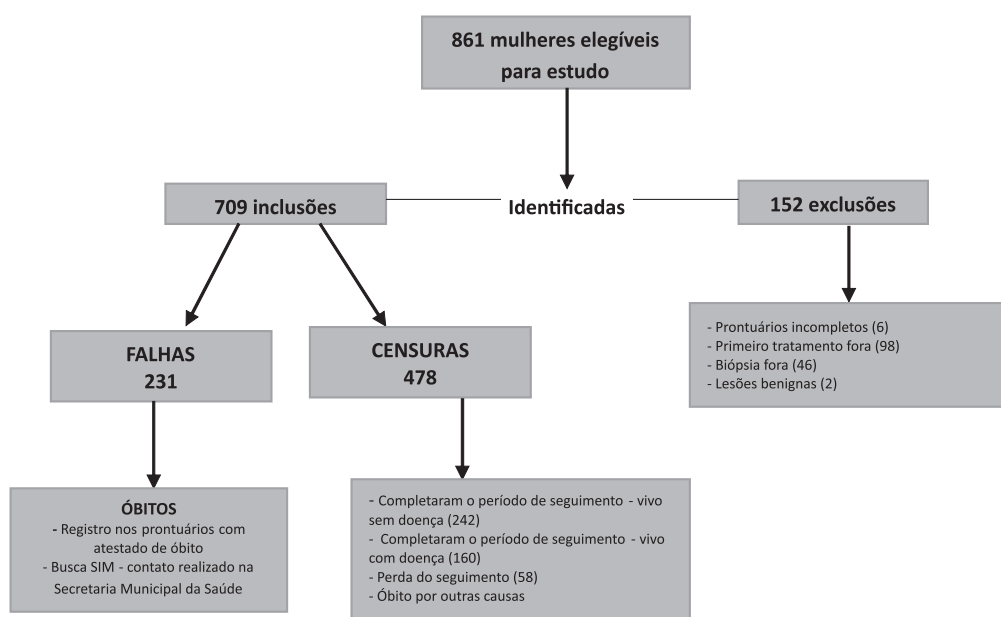 861 mulheres elegíveis
para estudo
709 inclusões
Identificadas
152 exclusões
- Prontuários incompletos (6)
- Primeiro tratamento fora (98)
- Biópsia fora (46)
- Lesões benignas (2)
FALHAS
231
CENSURAS
478
ÓBITOS
- Registro nos prontuários com
atestado de óbito
- Busca SIM - contato realizado na
Secretaria Municipal da Saúde
- Completaram o período de seguimento - vivo
sem doença (242)
- Completaram o período de seguimento - vivo
com doença (160)
- Perda do seguimento (58)
- Óbito por outras causas